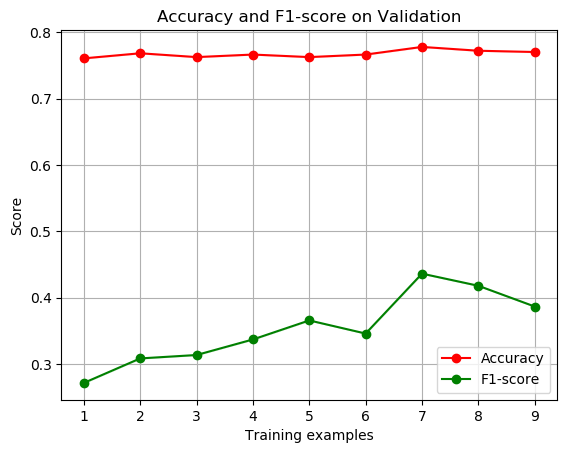 Accuracy and F1-score on Validation
0.8
0.7
0.6
0.5
0.4
0.3
Score
1 2 3 4 5 6 7 8 9
Training examples
Accuracy
F1-score